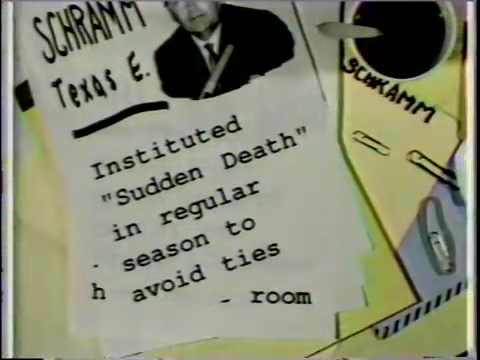 SCHRAMM
Texas E.
SCHRAMM
Instituted
"Sudden Death"
in regular
. season to
h avoid ties
- room